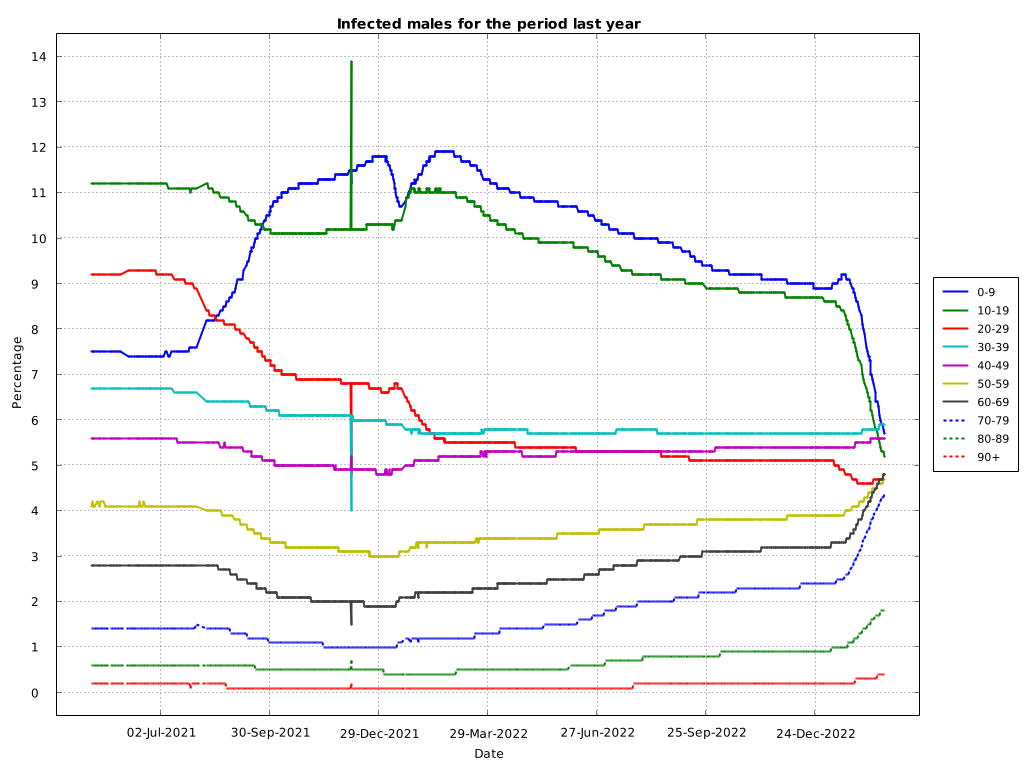 Infected males for the period last year
Percentage
14
13
12
11
10
9
8
7
6
5
4
3
2
1
0
02-Jul-2021
30-Sep-2021
29-Dec-2021
29-Mar-2022
27-Jun-2022
25-Sep-2022
24-Dec-2022
Date
0-9
10-19
20-29
30-39
40-49
50-59
60-69
70-79
80-89
90+